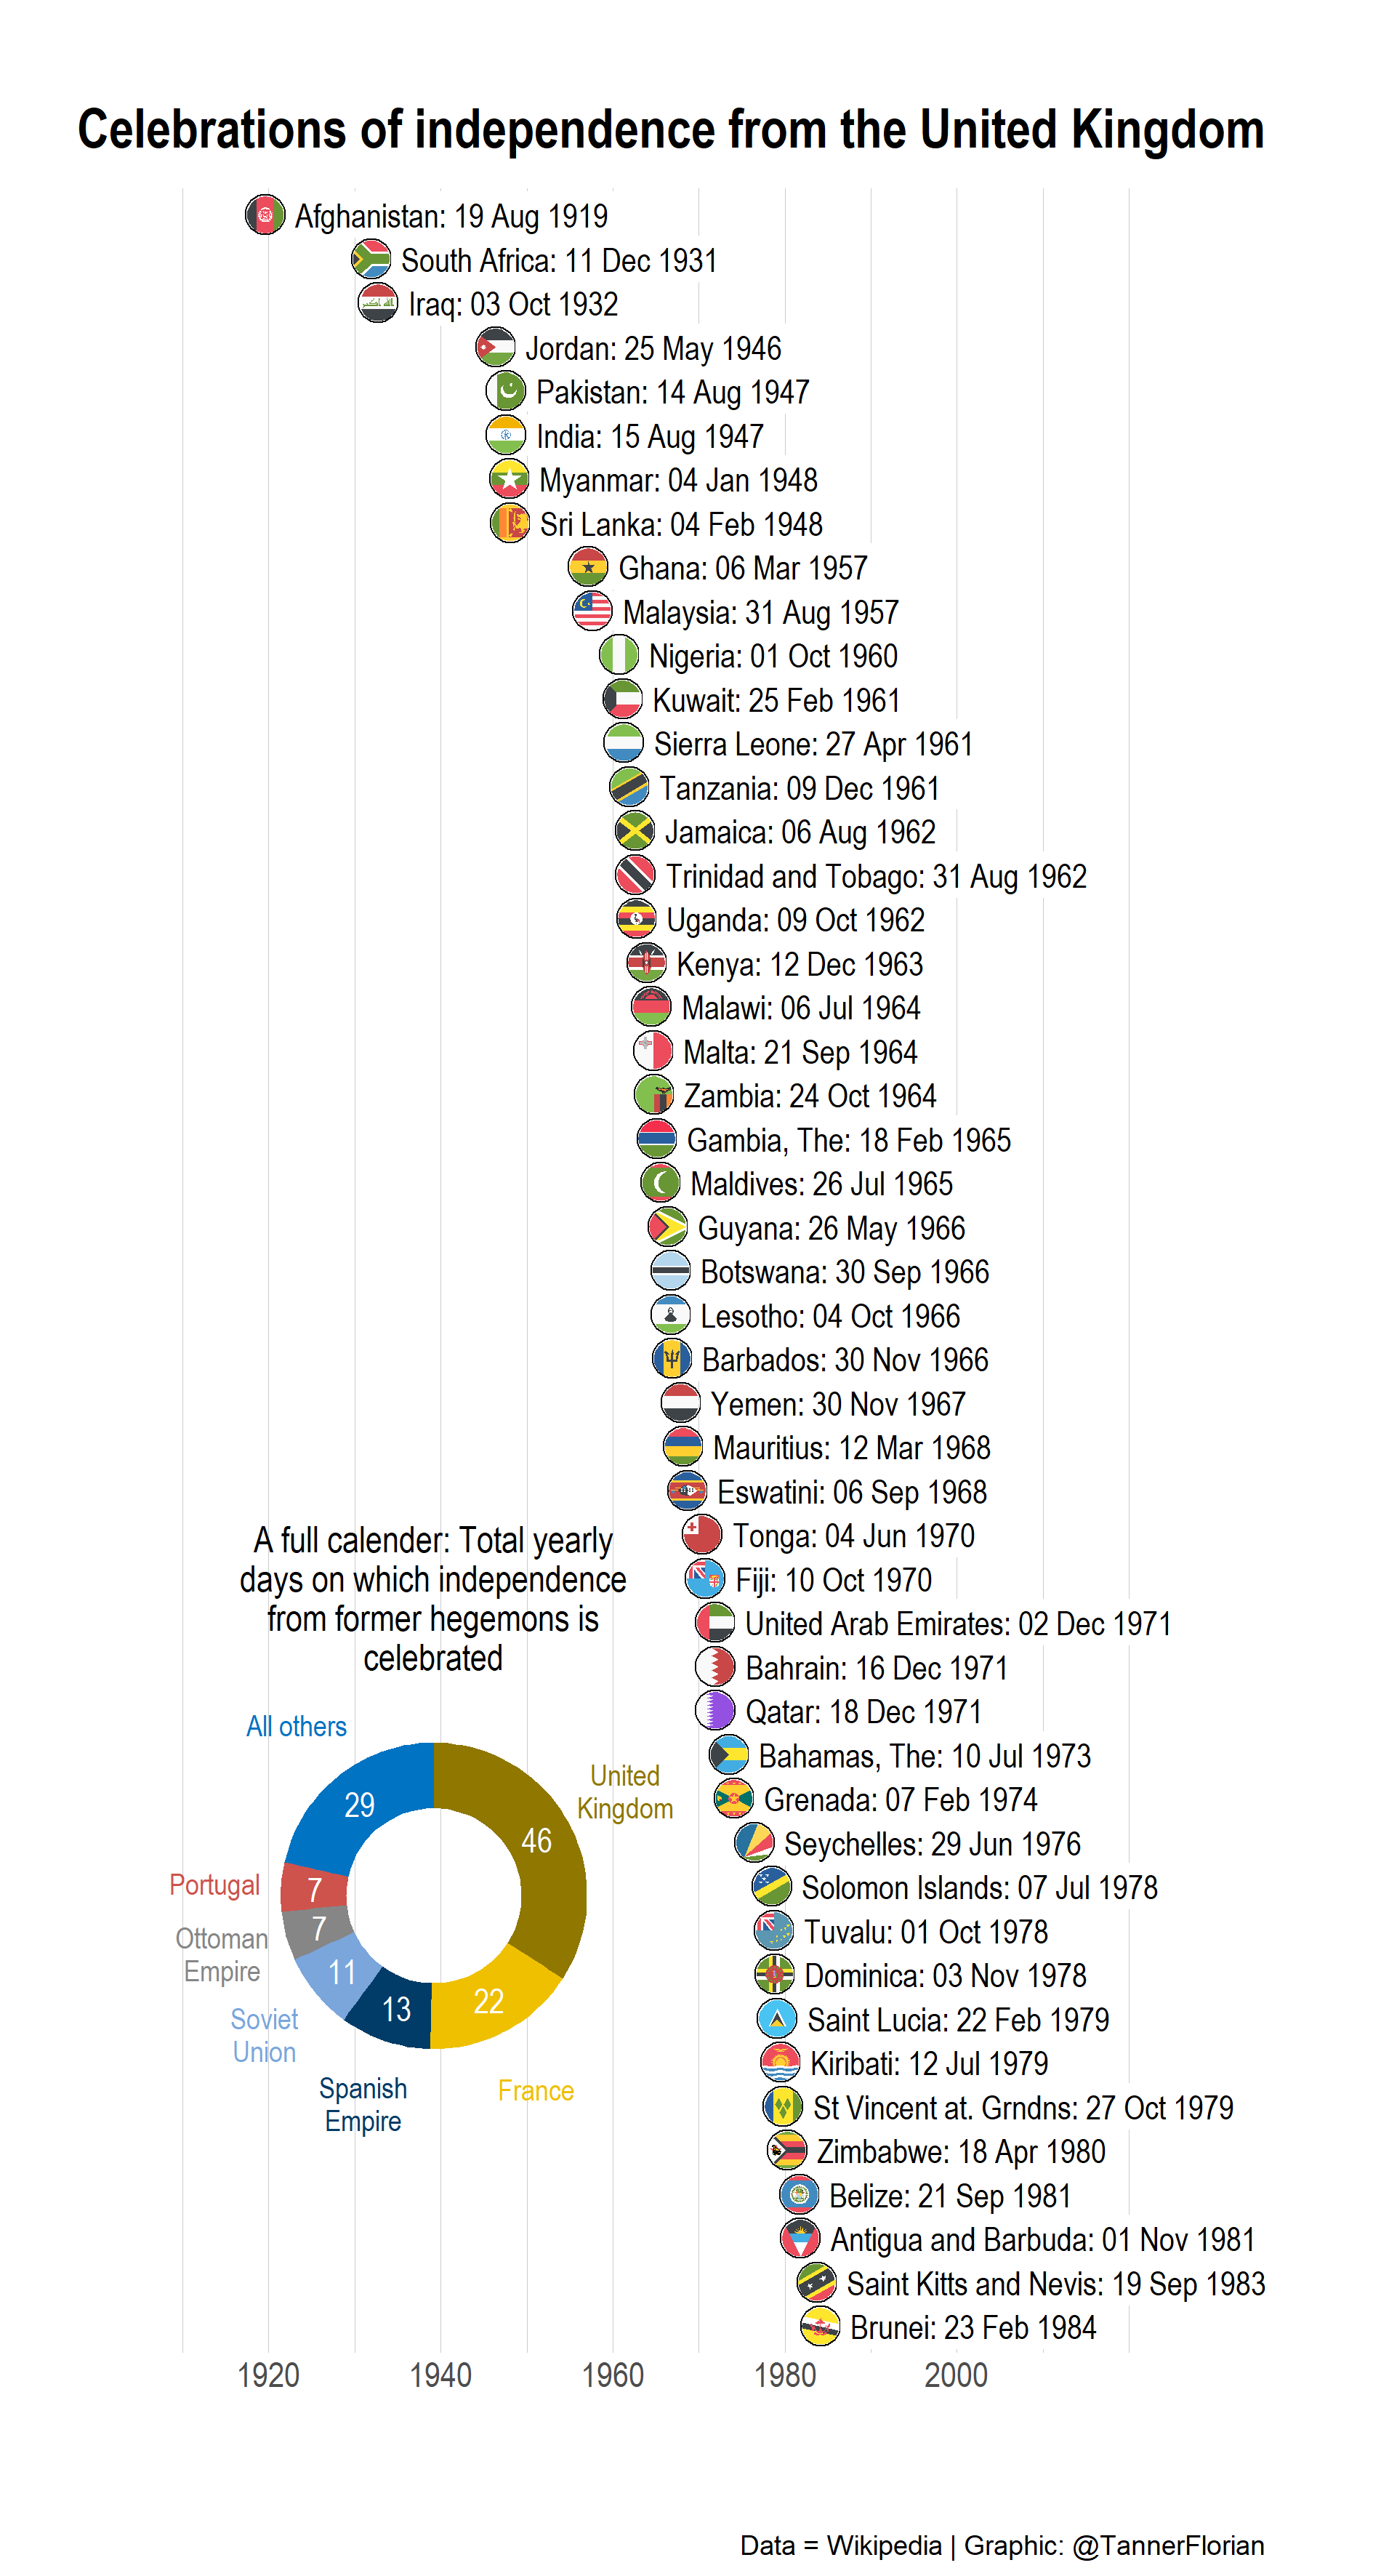 Celebrations of independence from the United Kingdom
Afghanistan: 19 Aug 1919
South Africa: 11 Dec 1931
Iraq: 03 Oct 1932
Jordan: 25 May 1946
Pakistan: 14 Aug 1947
India: 15 Aug 1947
Myanmar: 04 Jan 1948
Sri Lanka: 04 Feb 1948
Ghana: 06 Mar 1957
Malaysia: 31 Aug 1957
Nigeria: 01 Oct 1960
Kuwait: 25 Feb 1961
Sierra Leone: 27 Apr 1961
Tanzania: 09 Dec 1961
Jamaica: 06 Aug 1962
Trinidad and Tobago: 31 Aug 1962
Uganda: 09 Oct 1962
Kenya: 12 Dec 1963
Malawi: 06 Jul 1964
Malta: 21 Sep 1964
Zambia: 24 Oct 1964
Gambia, The: 18 Feb 1965
Maldives: 26 Jul 1965
Guyana: 26 May 1966
Botswana: 30 Sep 1966
Lesotho: 04 Oct 1966
Barbados: 30 Nov 1966
Yemen: 30 Nov 1967
Mauritius: 12 Mar 1968
Eswatini: 06 Sep 1968
Tonga: 04 Jun 1970
Fiji: 10 Oct 1970
United Arab Emirates: 02 Dec 1971
Bahrain: 16 Dec 1971
Qatar: 18 Dec 1971
Bahamas, The: 10 Jul 1973
Grenada: 07 Feb 1974
Seychelles: 29 Jun 1976
Solomon Islands: 07 Jul 1978
Tuvalu: 01 Oct 1978
Dominica: 03 Nov 1978
Saint Lucia: 22 Feb 1979
Kiribati: 12 Jul 1979
St Vincent at. Grndns: 27 Oct 1979
Zimbabwe: 18 Apr 1980
Belize: 21 Sep 1981
Antigua and Barbuda: 01 Nov 1981
Saint Kitts and Nevis: 19 Sep 1983
Brunei: 23 Feb 1984
A full calender: Total yearly
days on which independence
from former hegemons is
celebrated
All others
29
United
Kingdom
46
Portugal
7
Ottoman
Empire
7
Soviet
Union
11
Spanish
Empire
13
France
22
1920
1940
1960
1980
2000
Data = Wikipedia | Graphic: @TannerFlorian